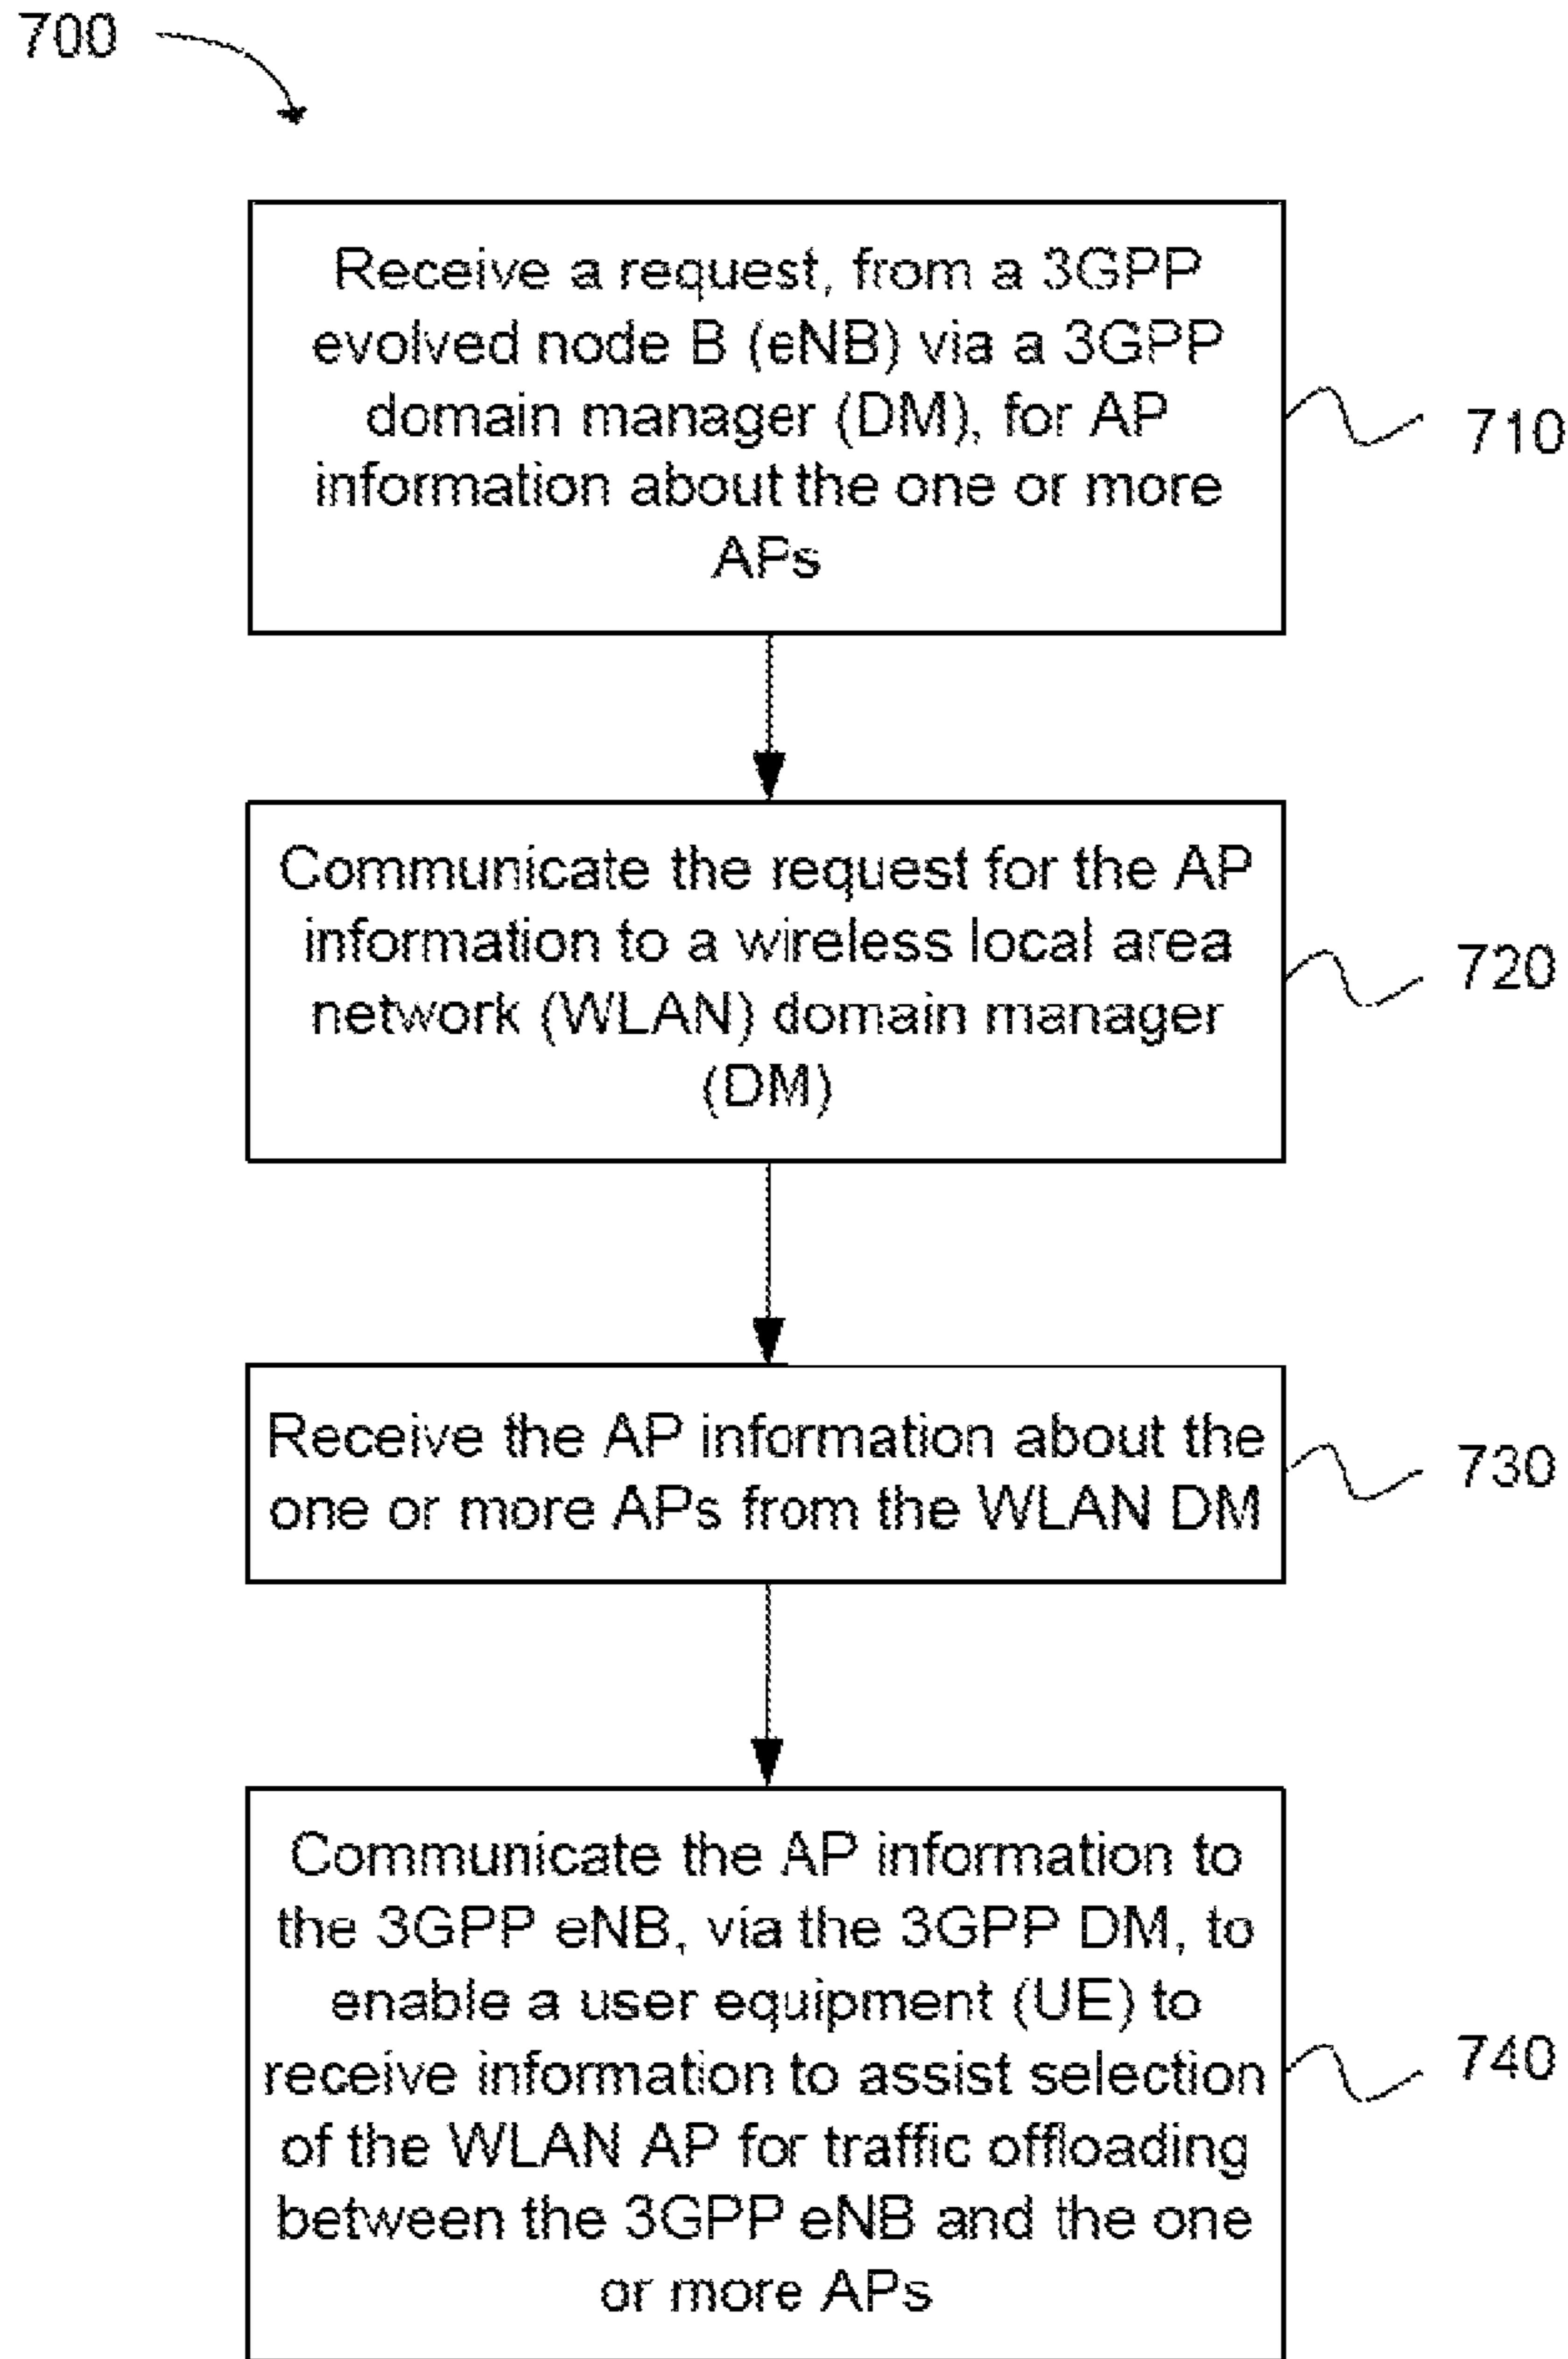 700
Receive a request, from a 3GPP
evolved node B (eNB) via a 3GPP
domain manager (DM), for AP
information about the one or more
APs
710
Communicate the request for the AP
information to a wireless local area
network (WLAN) domain manager
(DM)
720
Receive the AP information about the
one or more APs from the WLAN DM
730
Communicate the AP information to
the 3GPP eNB, via the 3GPP DM, to
enable a user equipment (UE) to
receive information to assist selection
of the WLAN AP for traffic offloading
between the 3GPP eNB and the one
or more APs
740